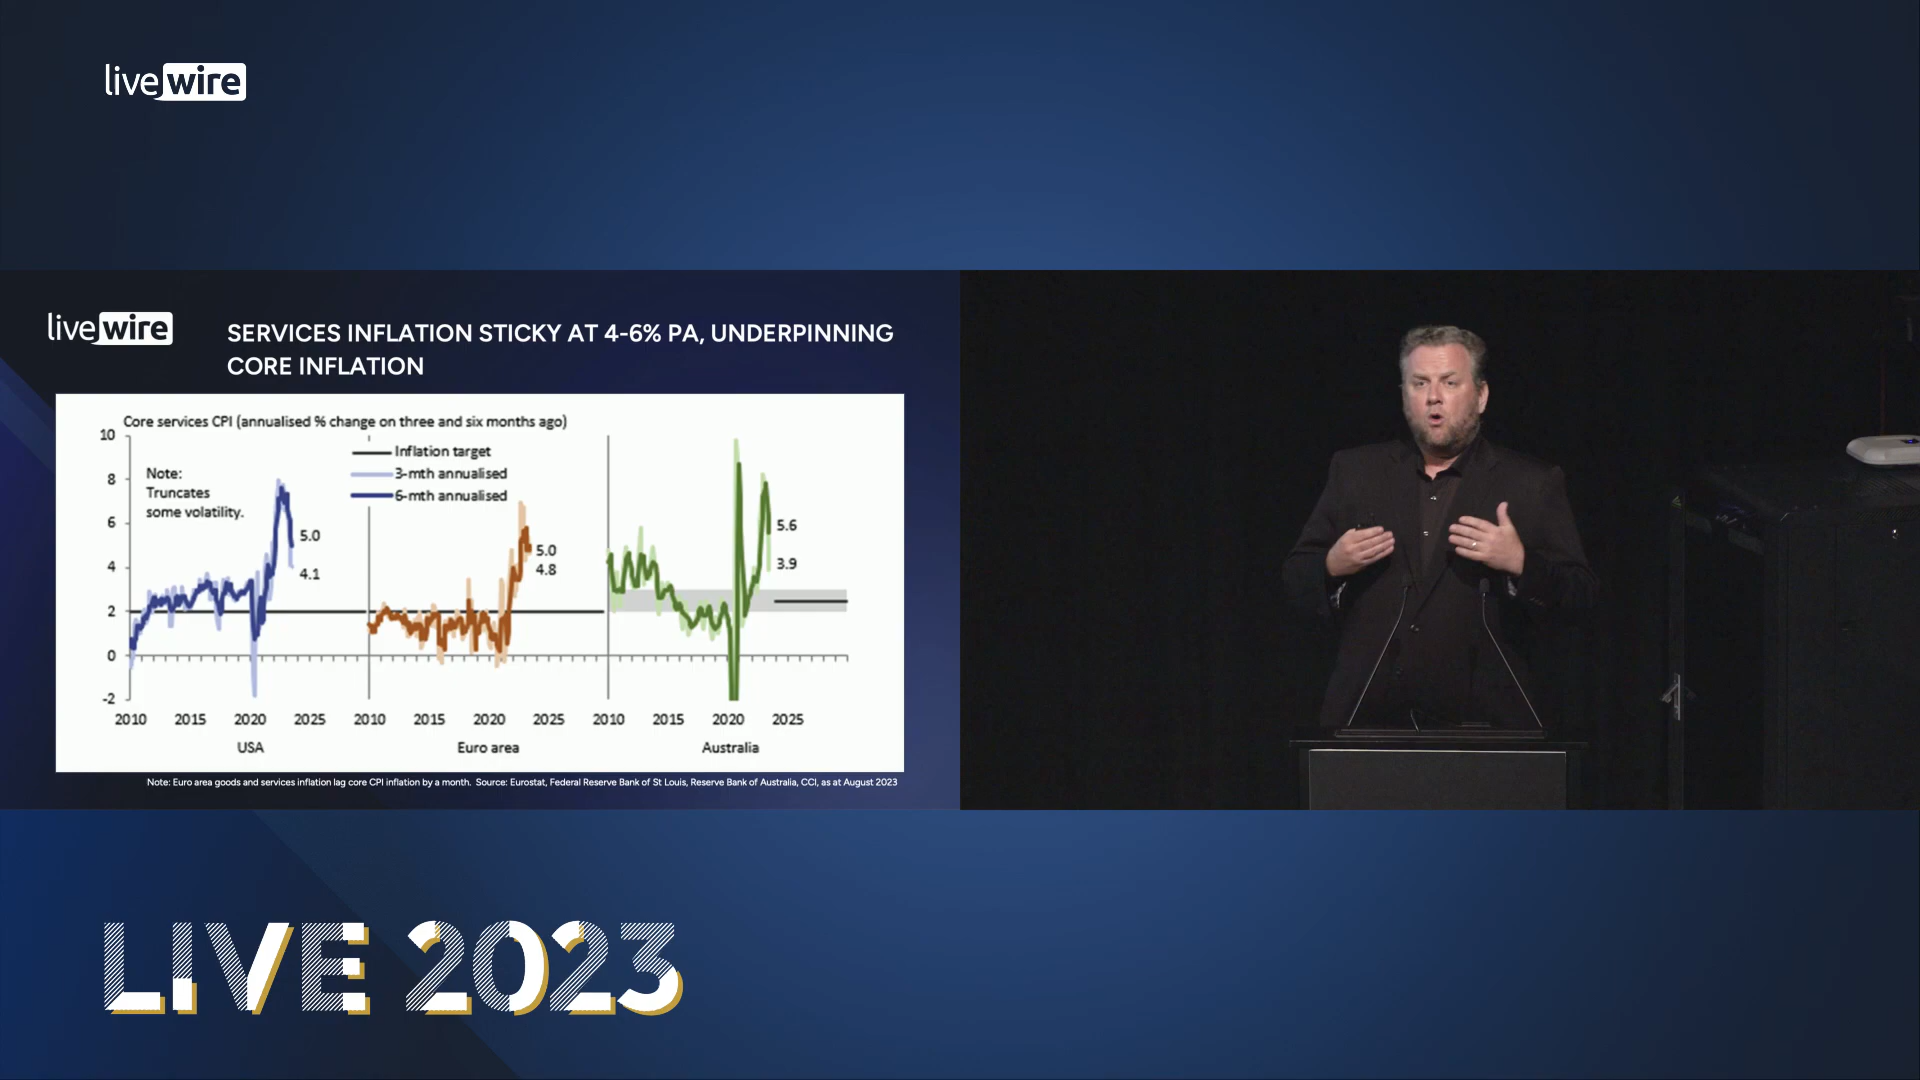 livewire
livewire
SERVICES INFLATION STICKY AT 4-6% PA, UNDERPINNING
CORE INFLATION
Core services CPI (annualised % change on three and six months ago)
10
8
6
4
2
0
-2
Note:
Truncates
some volatility.
Inflation target
3-mth annualised
6-mth annualised
5.0
4.1
5.0
4.8
5.6
3.9
2010 2015 2020 2025 2010 2015 2020 2025 2010 2015 2020 2025
USA Euro area Australia
Note: Euro area goods and services inflation lag core CPI inflation by a month. Source: Eurostat, Federal Reserve Bank of St Louis, Reserve Bank of Australia, CCI, as at August 2023
LIVE 2023